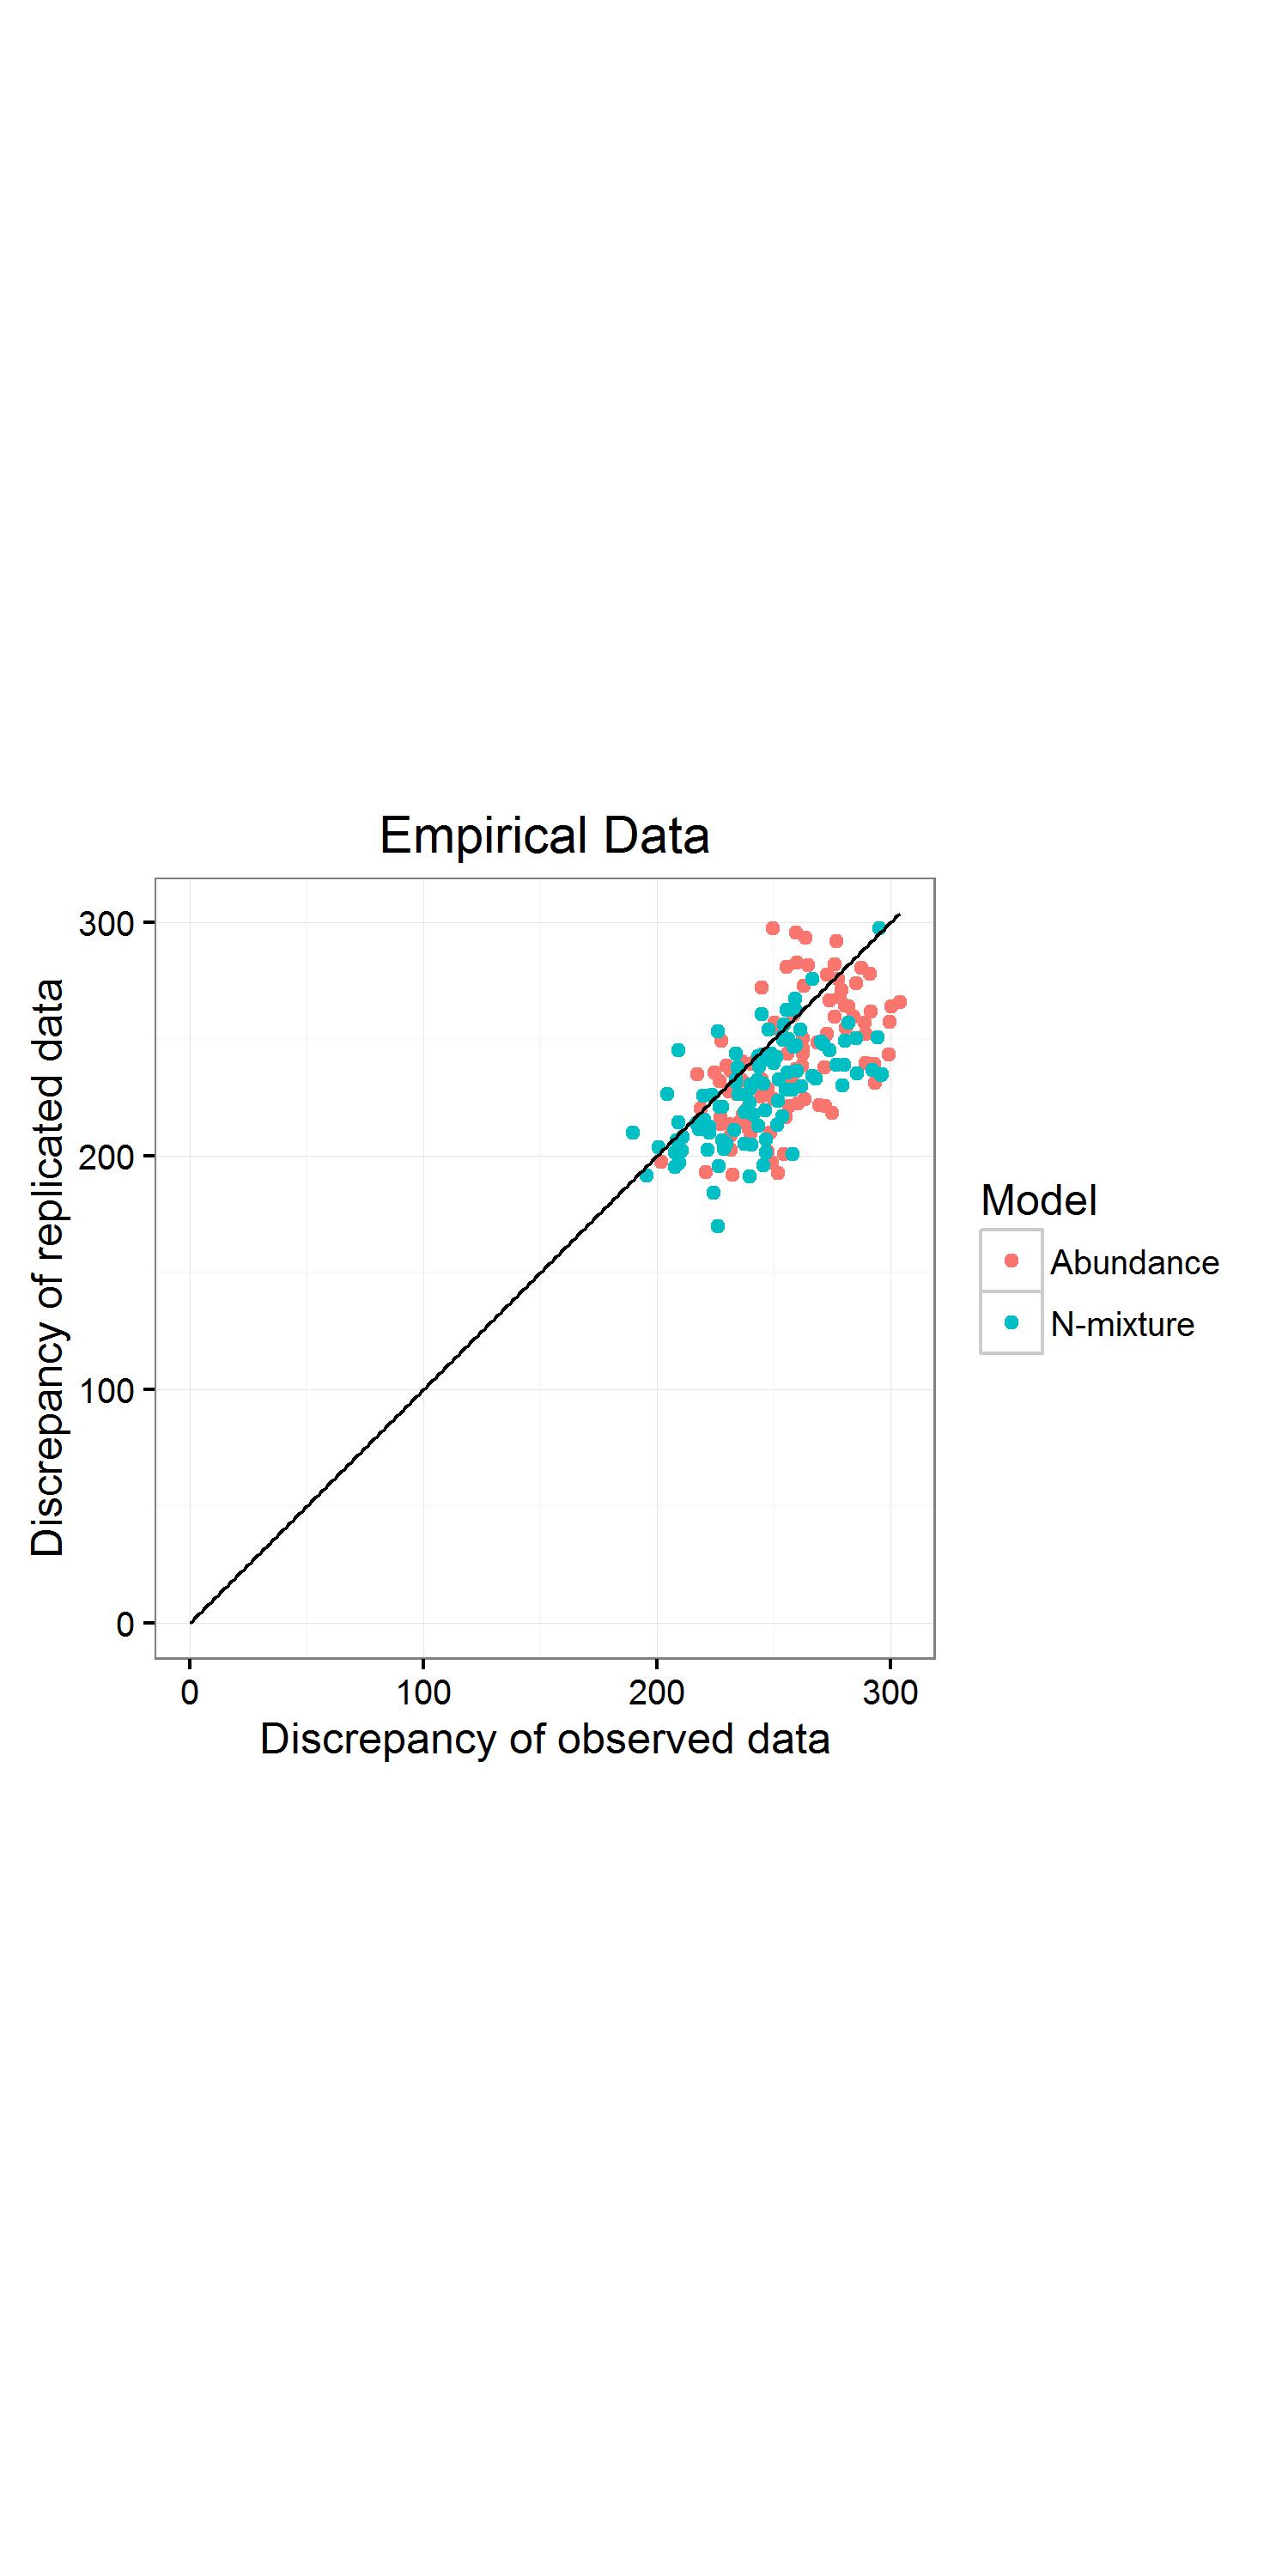 Empirical Data
300
200
100
0
Discrepancy of replicated data
0 100 200 300
Discrepancy of observed data
Model
Abundance
N-mixture